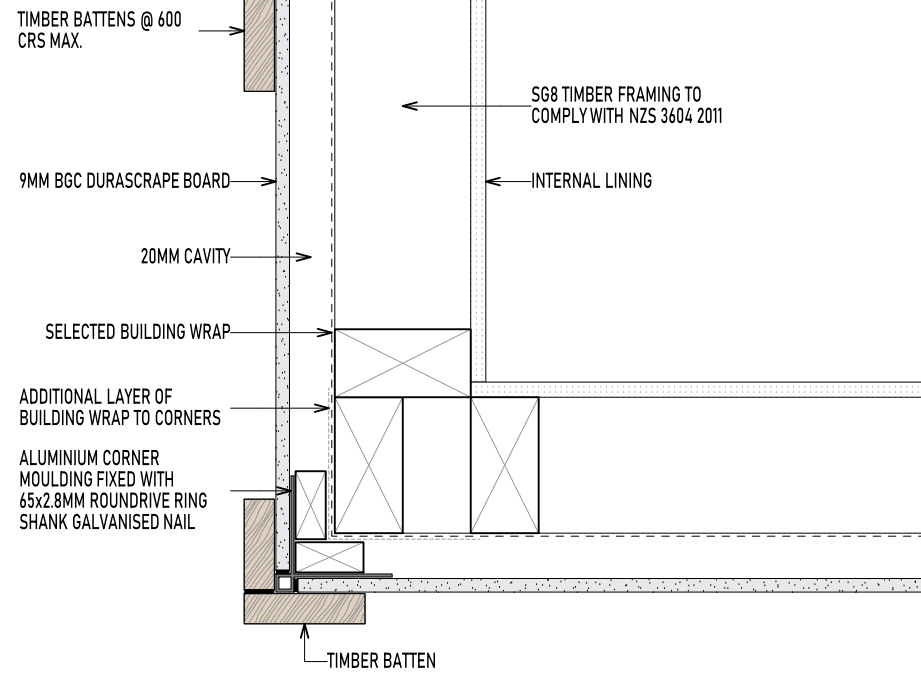 TIMBER BATTENS @ 600
CRS MAX.
SG8 TIMBER FRAMING TO
COMPLY WITH NZS 3604 2011
9MM BGC DURASCRAPE BOARD
INTERNAL LINING
20MM CAVITY
SELECTED BUILDING WRAP
ADDITIONAL LAYER OF
BUILDING WRAP TO CORNERS
ALUMINIUM CORNER
MOULDING FIXED WITH
65x2.8MM ROUNDRIVE RING
SHANK GALVANISED NAIL
TIMBER BATTEN